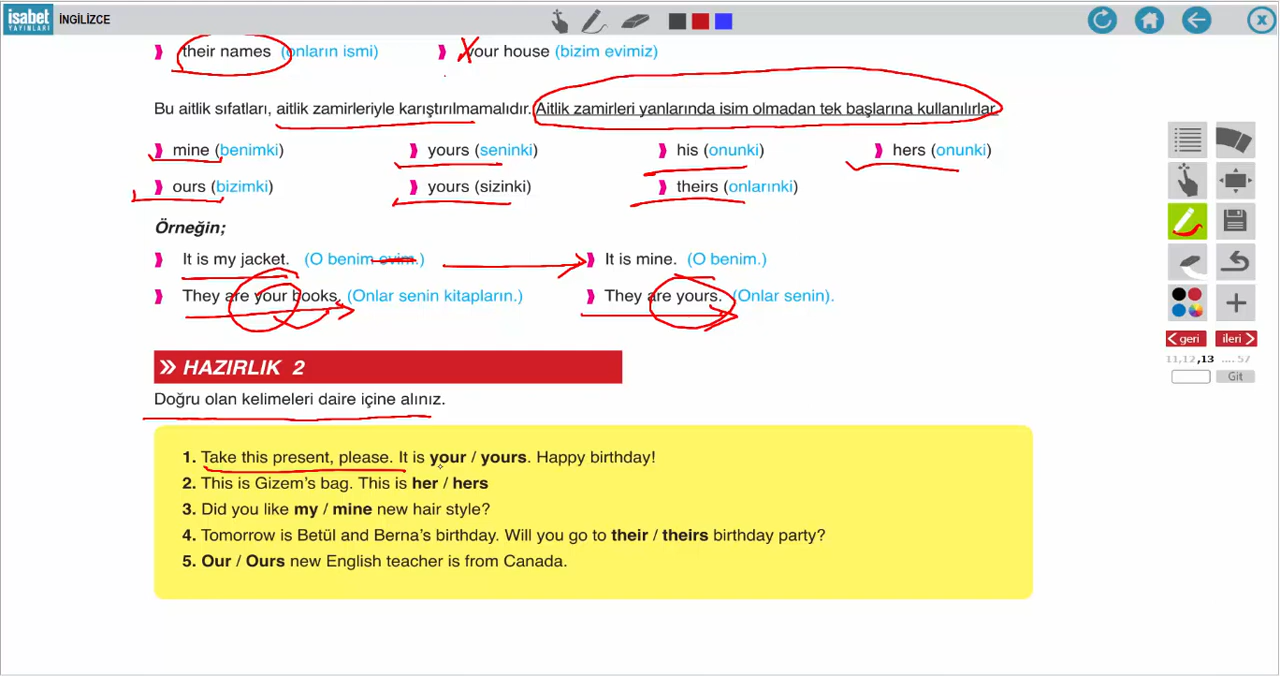 isabet
YAYINLARI
İNGİLİZCE
their names (onların ismi)
your house (bizim evimiz)
Bu aitlik sıfatları, aitlik zamirleriyle karıştırılmamalıdır. Aitlik zamirleri yanlarında isim olmadan tek başlarına kullanılırlar.
mine (benimki) yours (seninki) his (onunki) hers (onunki)
ours (bizimki) yours (sizinki) theirs (onlarınki)
Örneğin;
It is my jacket. (O benim evim.) It is mine. (O benim.)
They are your books. (Onlar senin kitapların.) They are yours. (Onlar senin).
HAZIRLIK 2
Doğru olan kelimeleri daire içine alınız.
1. Take this present, please. It is your / yours. Happy birthday!
2. This is Gizem's bag. This is her / hers
3. Did you like my / mine new hair style?
4. Tomorrow is Betül and Berna's birthday. Will you go to their / theirs birthday party?
5. Our / Ours new English teacher is from Canada.
geri ileri
11,12,13 .... 57
Git